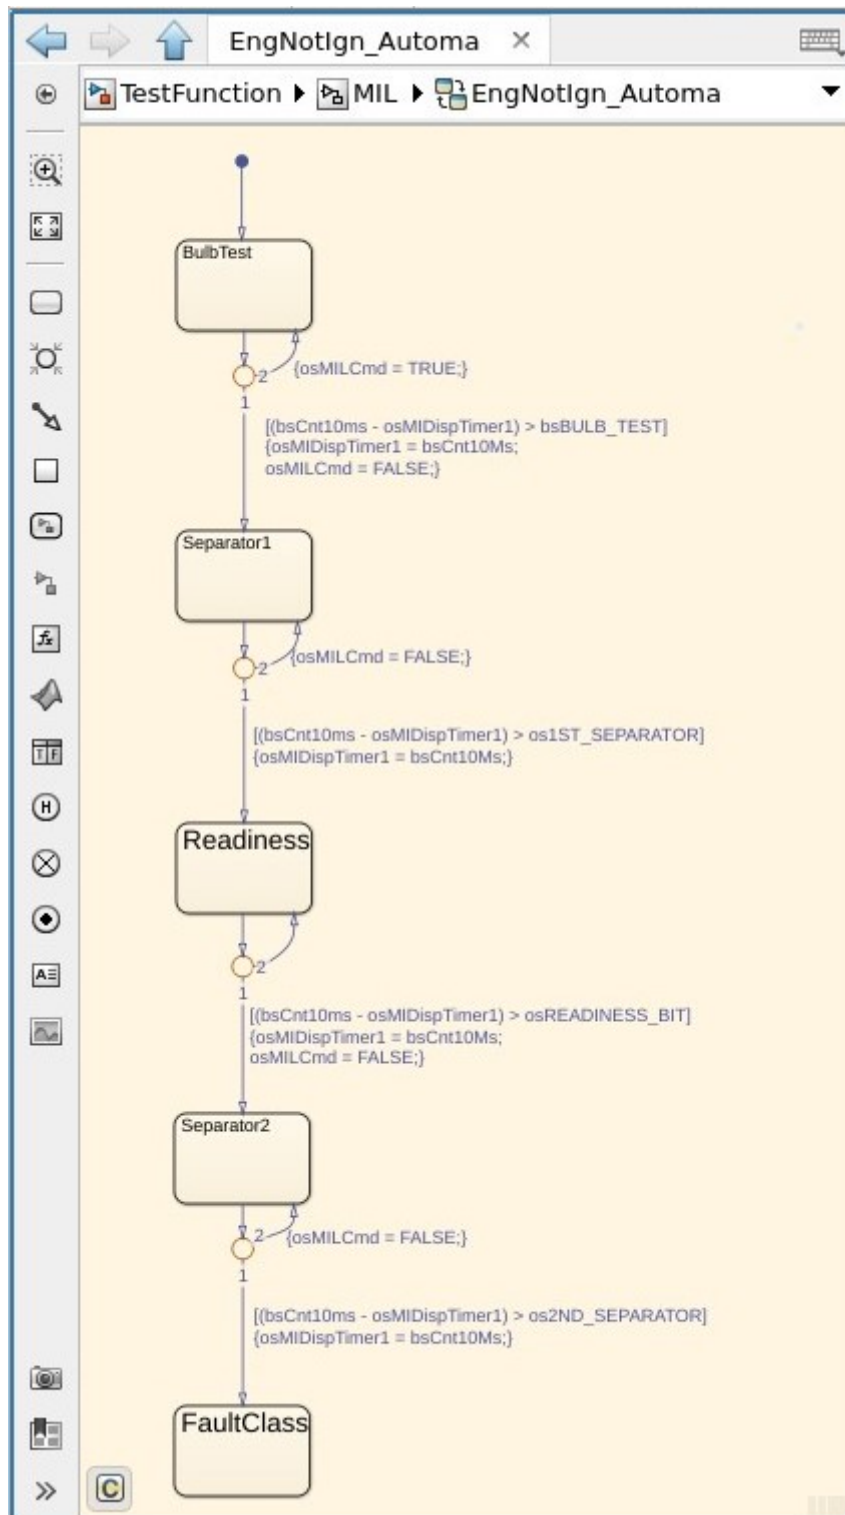 EngNotIgn_Automa ×
TestFunction MIL EngNotIgn_Automa
BulbTest
2 {osMILCmd = TRUE;}
1
[(bsCnt10ms - osMIDispTimer1) > bsBULB_TEST]
{osMIDispTimer1 = bsCnt10Ms;
osMILCmd = FALSE;}
Separator1
2 {osMILCmd = FALSE;}
1
[(bsCnt10ms - osMIDispTimer1) > os1ST_SEPARATOR]
{osMIDispTimer1 = bsCnt10Ms;}
Readiness
2
1
[(bsCnt10ms - osMIDispTimer1) > osREADINESS_BIT]
{osMIDispTimer1 = bsCnt10Ms;
osMILCmd = FALSE;}
Separator2
2 {osMILCmd = FALSE;}
1
[(bsCnt10ms - osMIDispTimer1) > os2ND_SEPARATOR]
{osMIDispTimer1 = bsCnt10Ms;}
FaultClass
fx
T F
H
A
C